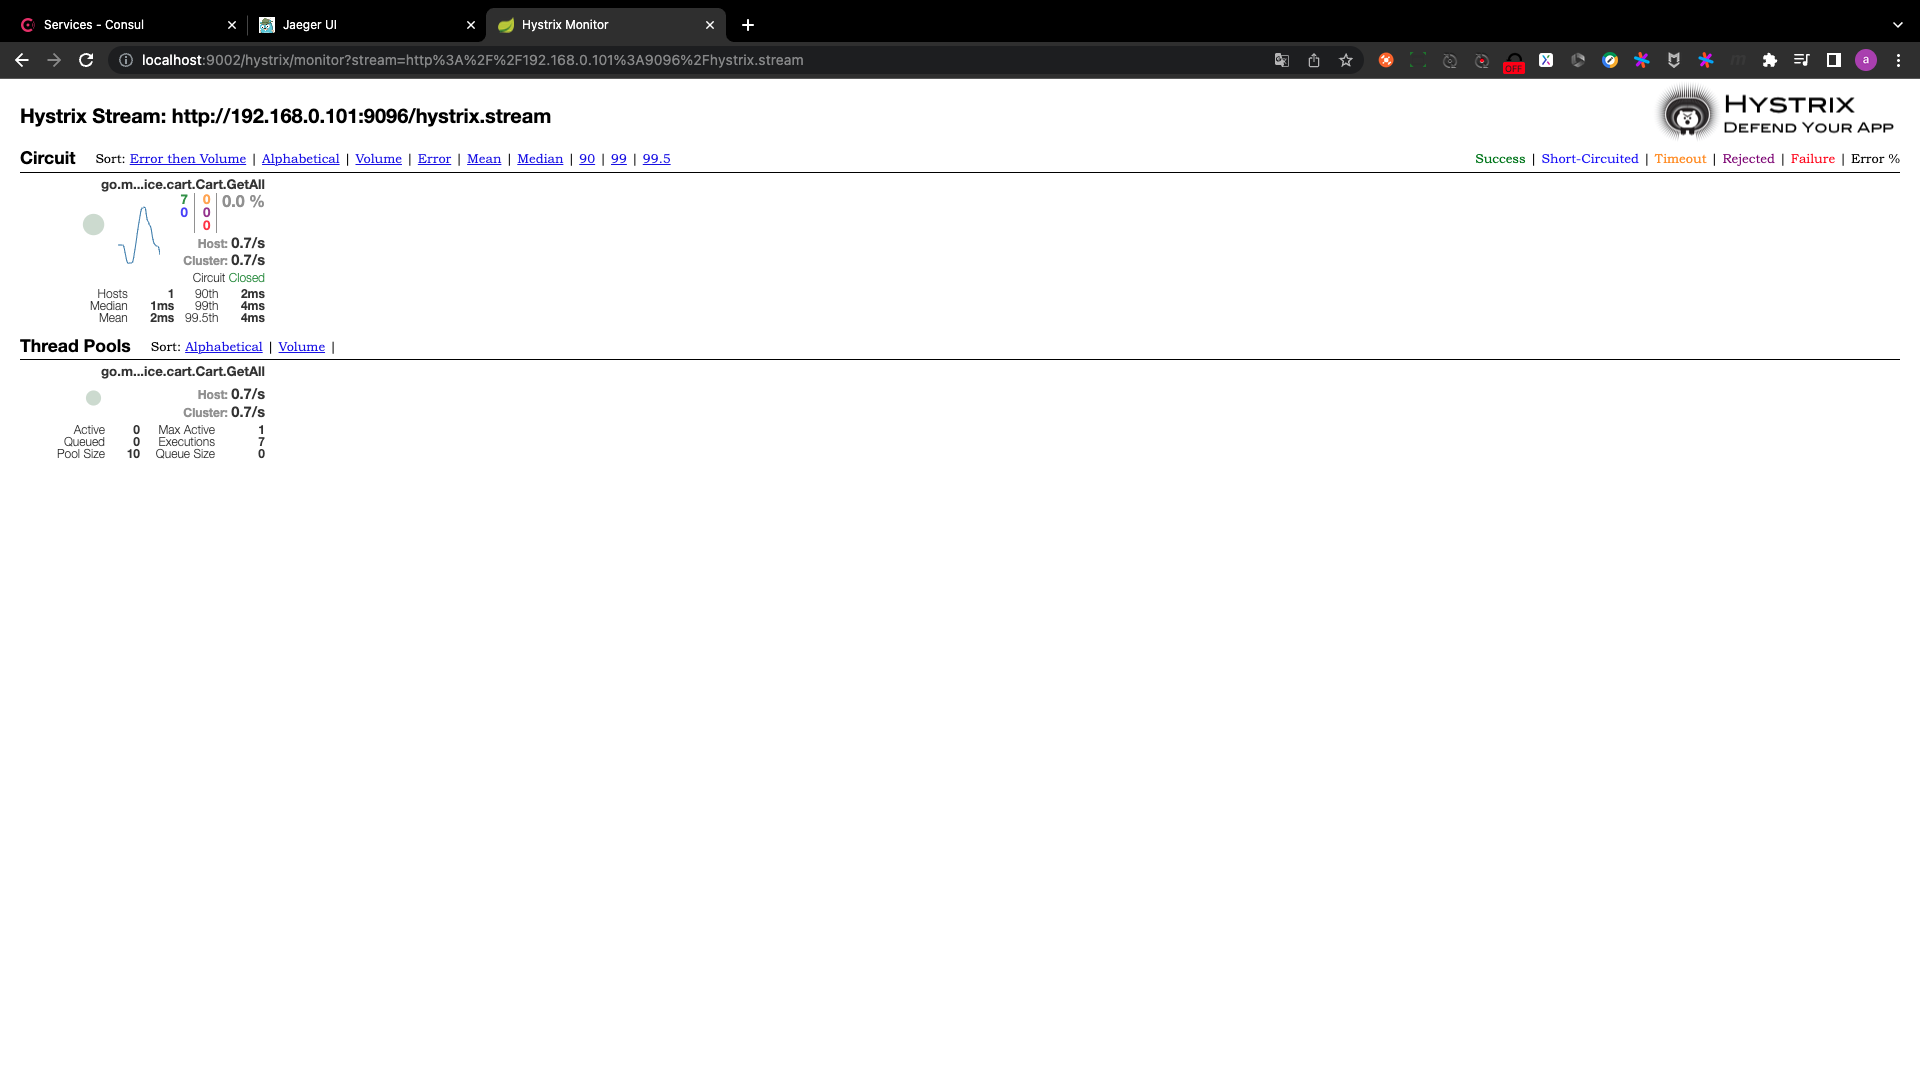 Services - Consul
Jaeger UI
Hystrix Monitor
localhost:9002/hystrix/monitor?stream=http%3A%2F%2F192.168.0.101%3A9096%2Fhystrix.stream
OFF
a
Hystrix Stream: http://192.168.0.101:9096/hystrix.stream
HYSTRIX
DEFEND YOUR APP
Circuit Sort: Error then Volume | Alphabetical | Volume | Error | Mean | Median | 90 | 99 | 99.5
Success | Short-Circuited | Timeout | Rejected | Failure | Error %
go.m...ice.cart.Cart.GetAll
7 0 0.0 %
0 0
0
Host: 0.7/s
Cluster: 0.7/s
Circuit Closed
Hosts 1 90th 2ms
Median 1ms 99th 4ms
Mean 2ms 99.5th 4ms
Thread Pools Sort: Alphabetical | Volume |
go.m...ice.cart.Cart.GetAll
Host: 0.7/s
Cluster: 0.7/s
Active 0 Max Active 1
Queued 0 Executions 7
Pool Size 10 Queue Size 0